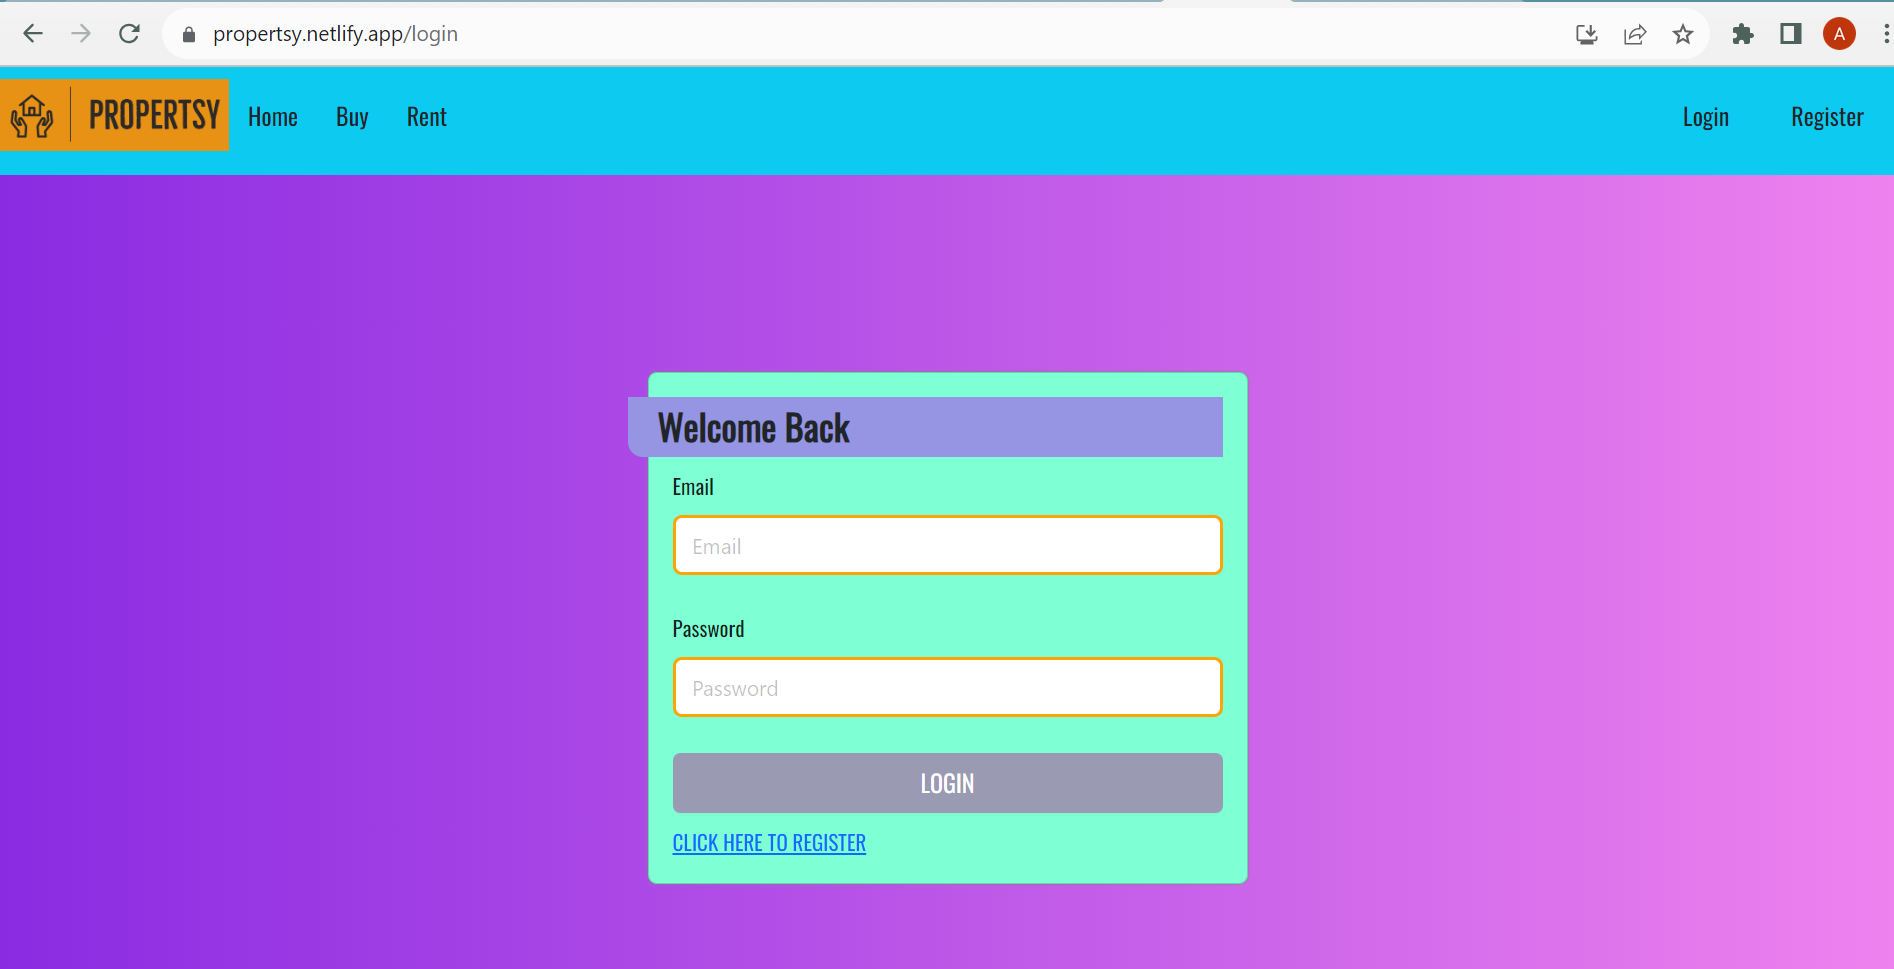 propertsy.netlify.app/login
A
PROPERTSY Home Buy Rent Login Register
Welcome Back
Email
Email
Password
Password
LOGIN
CLICK HERE TO REGISTER